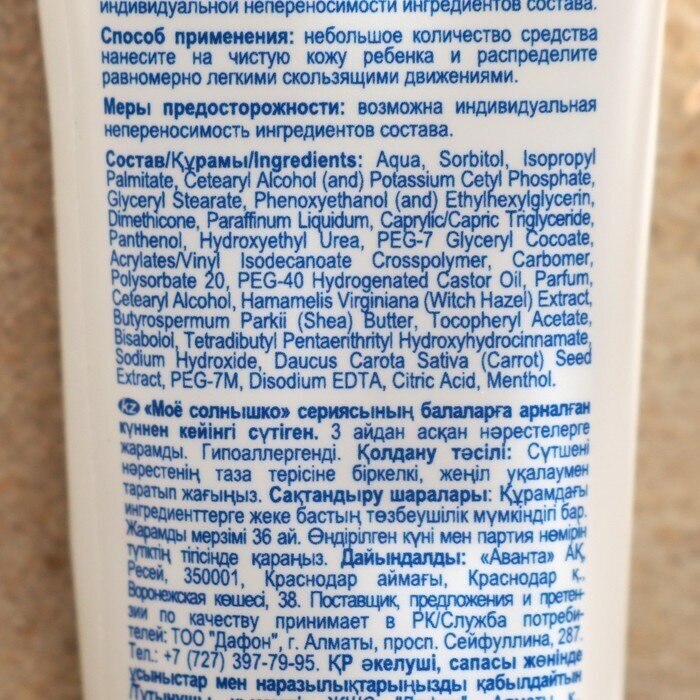 индивидуальной непереносимости ингредиентов состава.
Способ применения: небольшое количество средства
нанесите на чистую кожу ребенка и распределите
равномерно легкими скользящими движениями.
Меры предосторожности: возможна индивидуальная
непереносимость ингредиентов состава.
Состав/Құрамы/Ingredients: Aqua, Sorbitol, Isopropyl
Palmitate, Cetearyl Alcohol (and) Potassium Cetyl Phosphate,
Glyceryl Stearate, Phenoxyethanol (and) Ethylhexylglycerin,
Dimethicone, Paraffinum Liquidum, Caprylic/Capric Triglyceride,
Panthenol, Hydroxyethyl Urea, PEG-7 Glyceryl Cocoate,
Acrylates/Vinyl Isodecanoate Crosspolymer, Carbomer,
Polysorbate 20, PEG-40 Hydrogenated Castor Oil, Parfum,
Cetearyl Alcohol, Hamamelis Virginiana (Witch Hazel) Extract,
Butyrospermum Parkii (Shea) Butter, Tocopheryl Acetate,
Bisabolol, Tetradibutyl Pentaerithrityl Hydroxyhydrocinnamate,
Sodium Hydroxide, Daucus Carota Sativa (Carrot) Seed
Extract, PEG-7M, Disodium EDTA, Citric Acid, Menthol.
KZ «Моё солнышко» сериясының балаларға арналған
күннен кейінгі сүтіген. 3 айдан асқан нәрестелерге
жарамды. Гипоаллергенді. Қолдану тәсілі: Сүтшені
нәрестенің таза терісіне біркелкі, жеңіл уқалаумен
таратып жағыңыз. Сақтандыру шаралары: Құрамдағы
ингредиенттерге жеке бастың төзбеушілік мүмкіндігі бар.
Жарамды мерзімі 36 ай. Өндірілген күні мен партия нөмірін
түптіктің тігісінде қараңыз. Дайындалды: «Аванта» АҚ,
Ресей, 350001, Краснодар аймағы, Краснодар қ.,
Воронежская көшесі, 38. Поставщик, предложения и претен-
зии по качеству принимает в РК/Служба потреби-
телей: ТОО "Дафон", г. Алматы, просп. Сейфуллина, 287.
Тел.: +7 (727) 397-79-95. ҚР әкелуші, сапасы жөнінде
ұсыныстар мен наразылықтарыңызды қабылдайтын